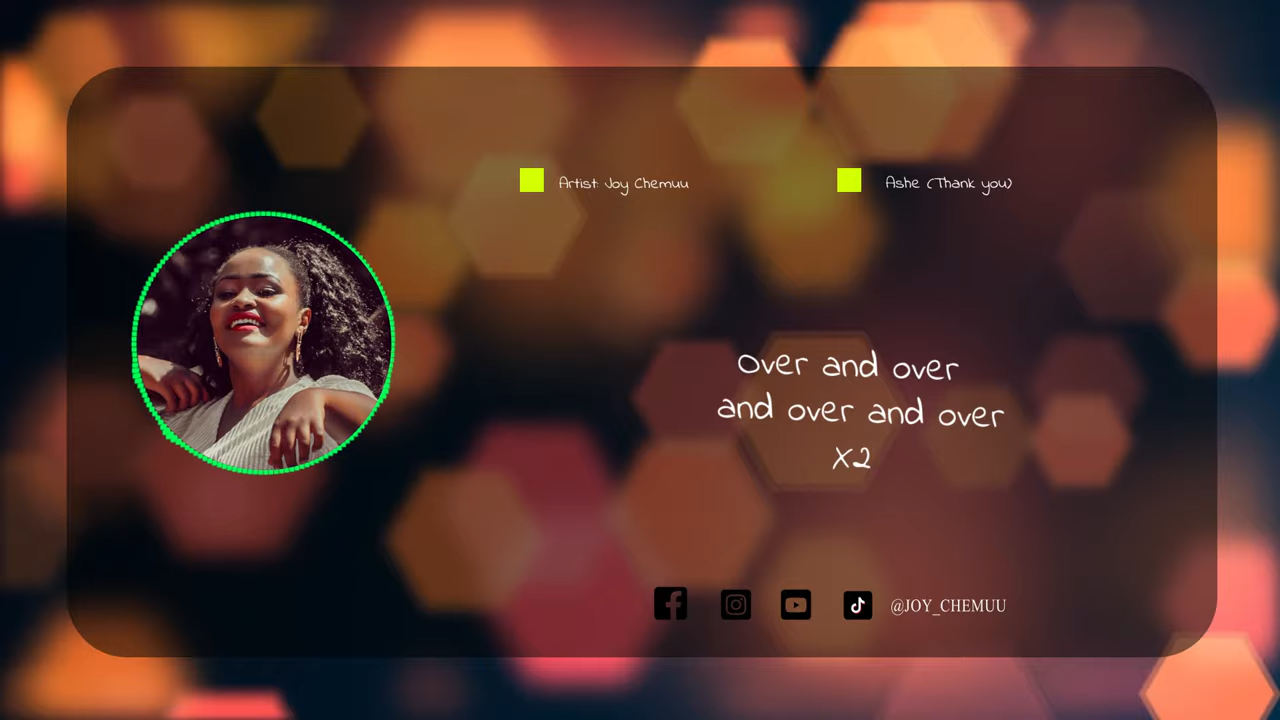 Artist: Joy Chemuu
Ashe (Thank you)
Over and over
and over and over
X2
@JOY_CHEMUU